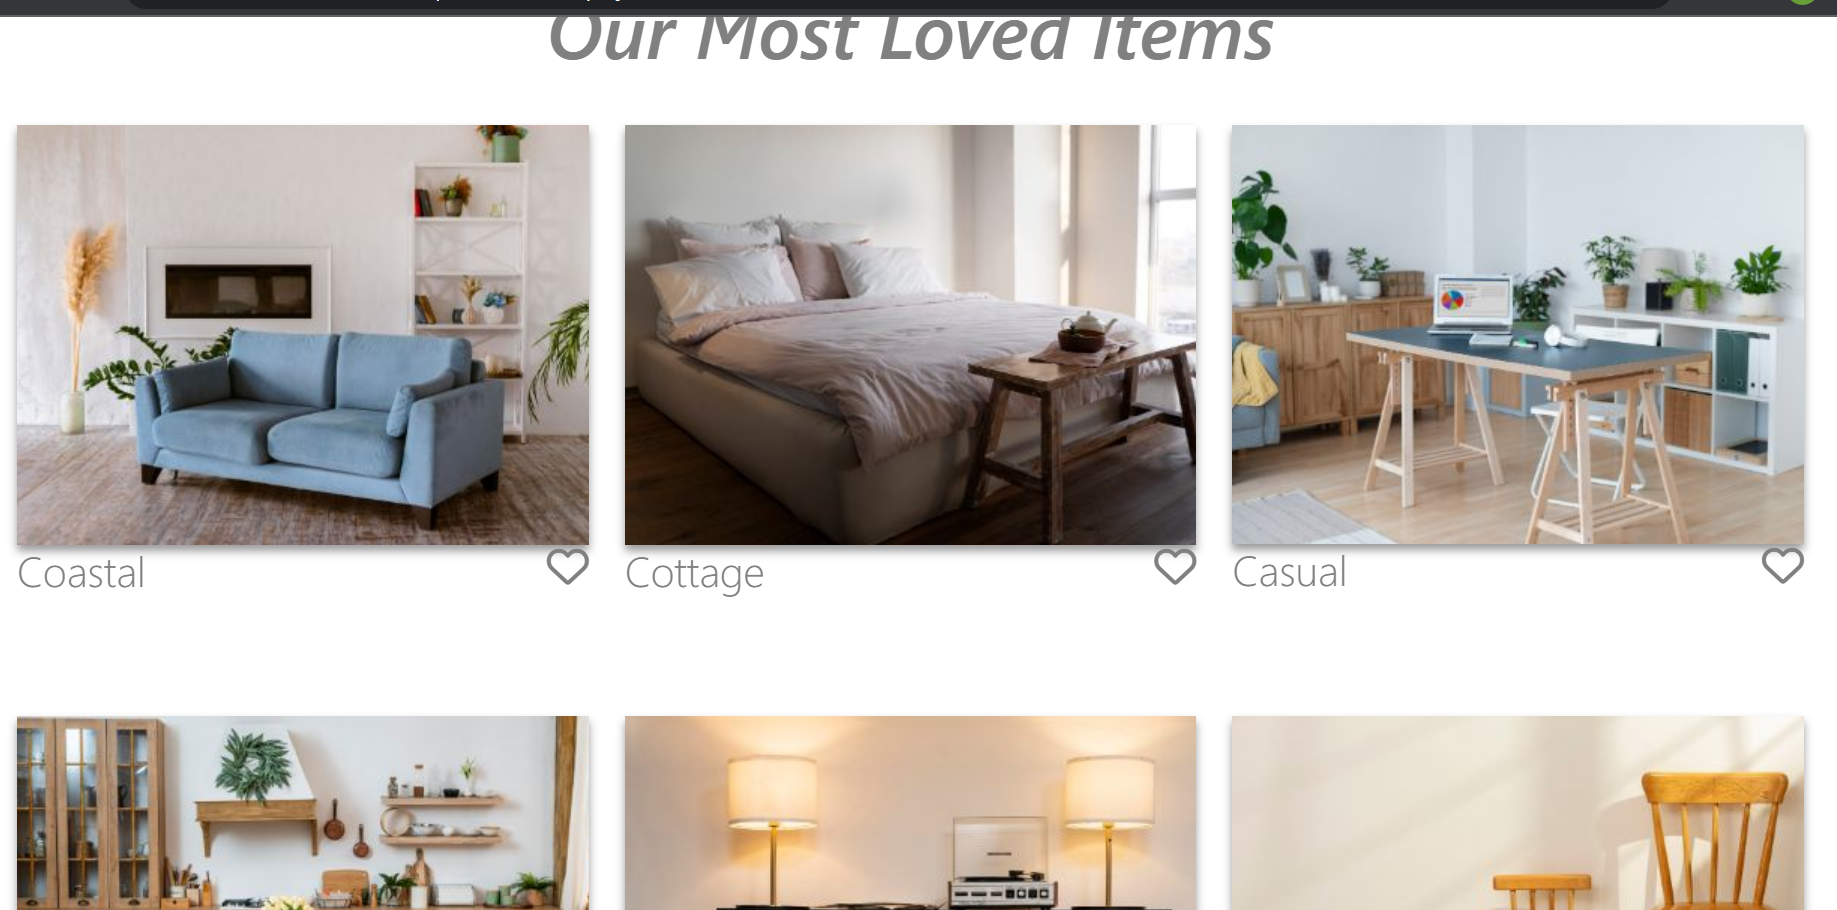 Our Most Loved Items
Coastal
Cottage
Casual